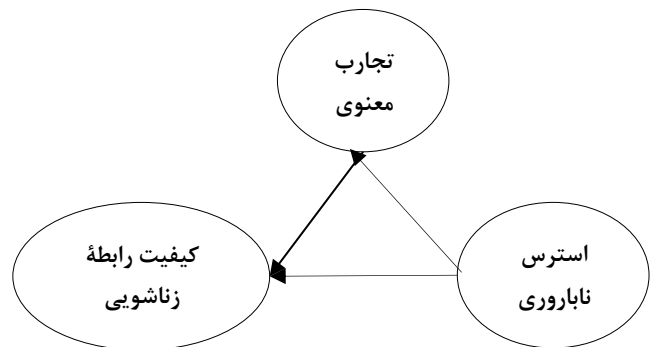 تجارب
معنوی
کیفیت رابطهٔ
زناشویی
استرس
ناباروری